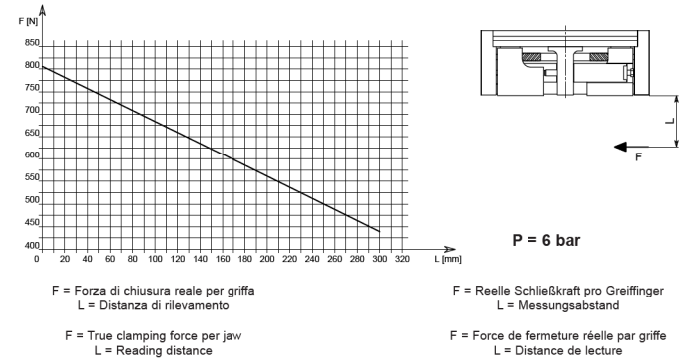 F [N]
850
800
750
700
650
600
550
500
450
400
0 20 40 60 80 100 120 140 160 180 200 220 240 260 280 300 320
L [mm]
L
F
P = 6 bar
F = Forza di chiusura reale per griffa
L = Distanza di rilevamento
F = True clamping force per jaw
L = Reading distance
F = Reelle Schließkraft pro Greiffinger
L = Messungsabstand
F = Force de fermeture réelle par griffe
L = Distance de lecture